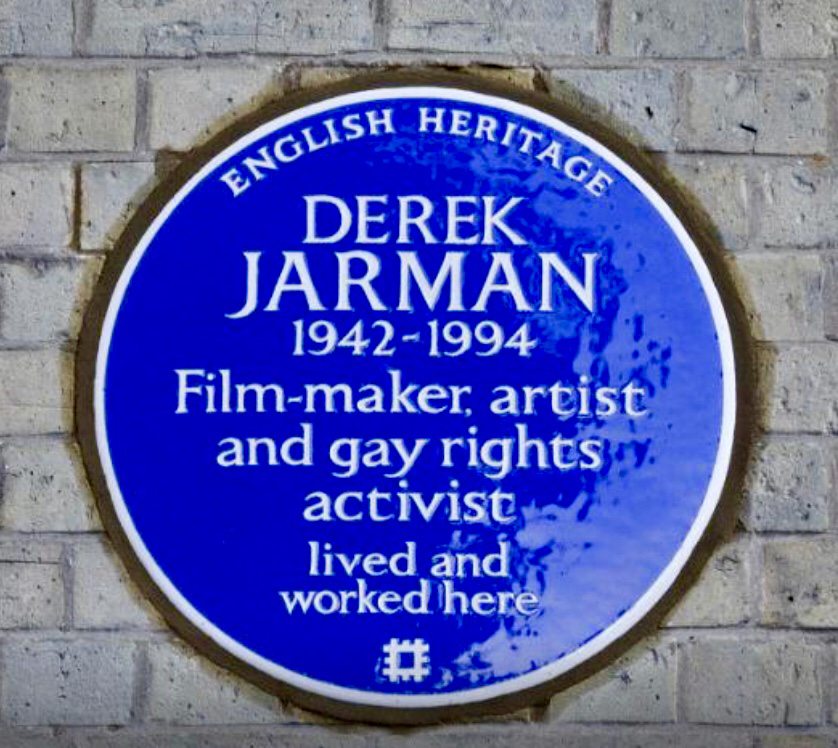 ENGLISH HERITAGE
DEREK
JARMAN
1942-1994
Film-maker, artist
and gay rights
activist
lived and
worked here